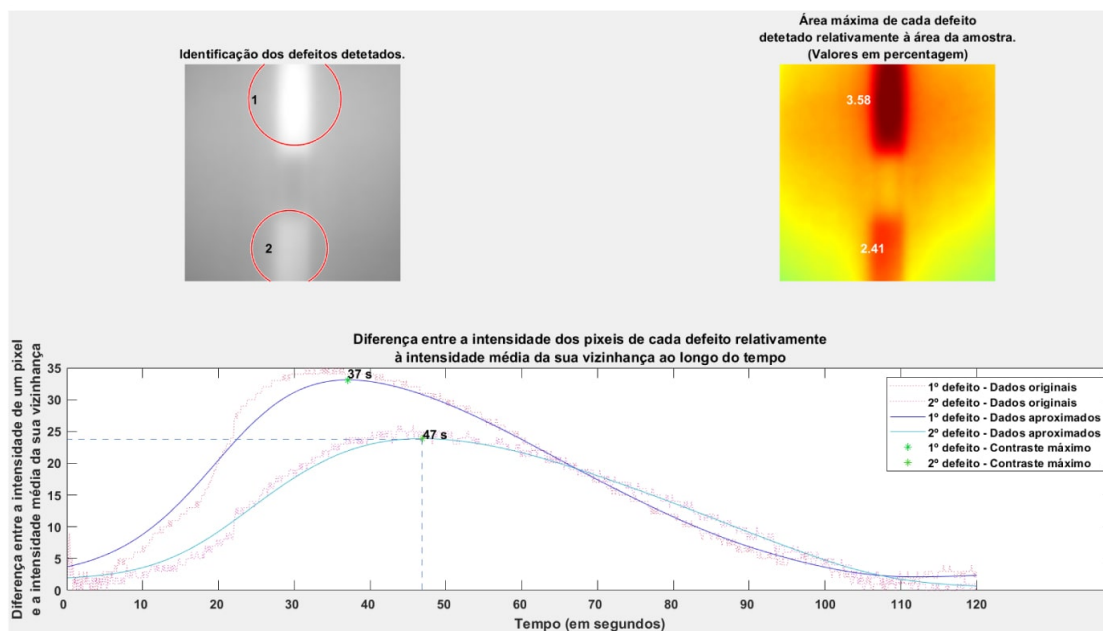 Identificação dos defeitos detetados.
1
2
Área máxima de cada defeito
detetado relativamente à área da amostra.
(Valores em percentagem)
3.58
2.41
Diferença entre a intensidade dos pixeis de cada defeito relativamente
à intensidade média da sua vizinhança ao longo do tempo
Diferença entre a intensidade de um pixel
e a intensidade média da sua vizinhança
35
30
25
20
15
10
5
0
37 s
47 s
1º defeito - Dados originais
2º defeito - Dados originais
1º defeito - Dados aproximados
2º defeito - Dados aproximados
1º defeito - Contraste máximo
2º defeito - Contraste máximo
0 10 20 30 40 50 60 70 80 90 100 110 120
Tempo (em segundos)